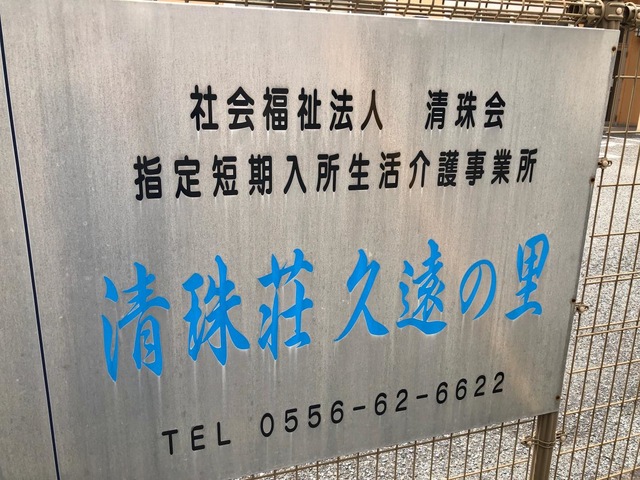 社会福祉法人　清珠会
指定短期入所生活介護事業所
清珠荘 久遠の里
TEL 0556-62-6622